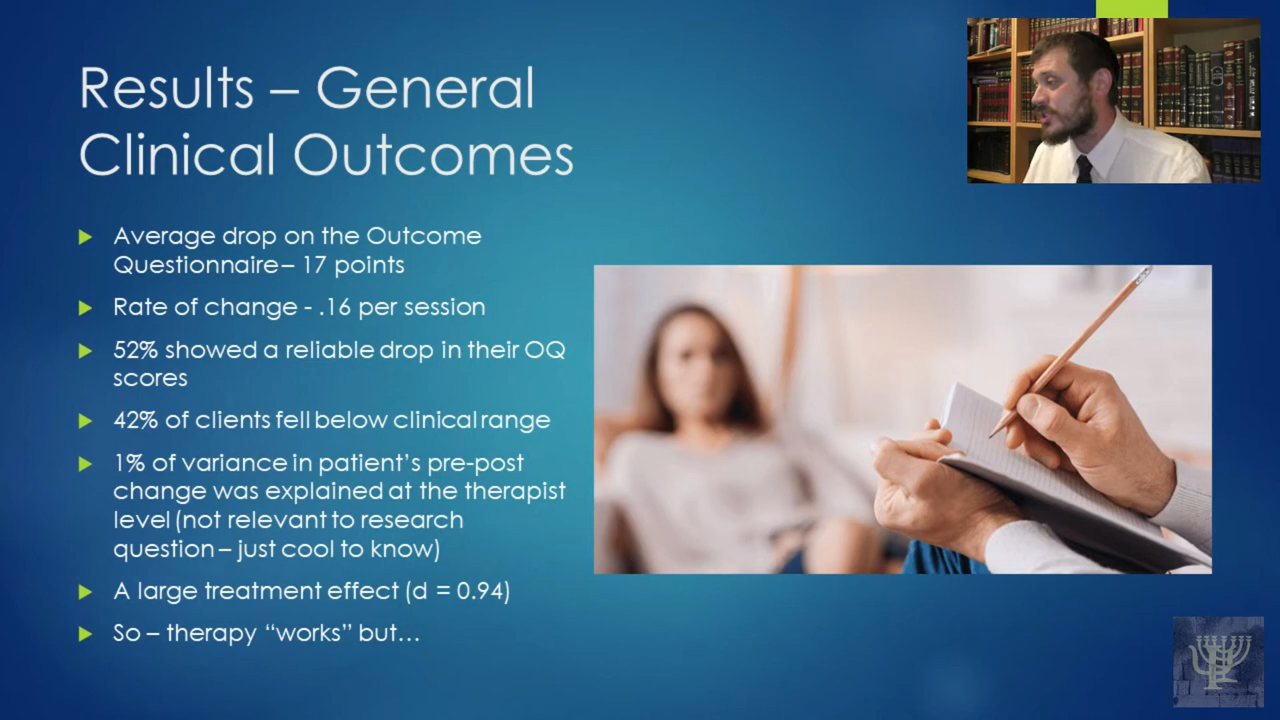 Results – General
Clinical Outcomes
Average drop on the Outcome
Questionnaire – 17 points
Rate of change - .16 per session
52% showed a reliable drop in their OQ
scores
42% of clients fell below clinical range
1% of variance in patient’s pre-post
change was explained at the therapist
level (not relevant to research
question – just cool to know)
A large treatment effect (d = 0.94)
So – therapy “works” but…